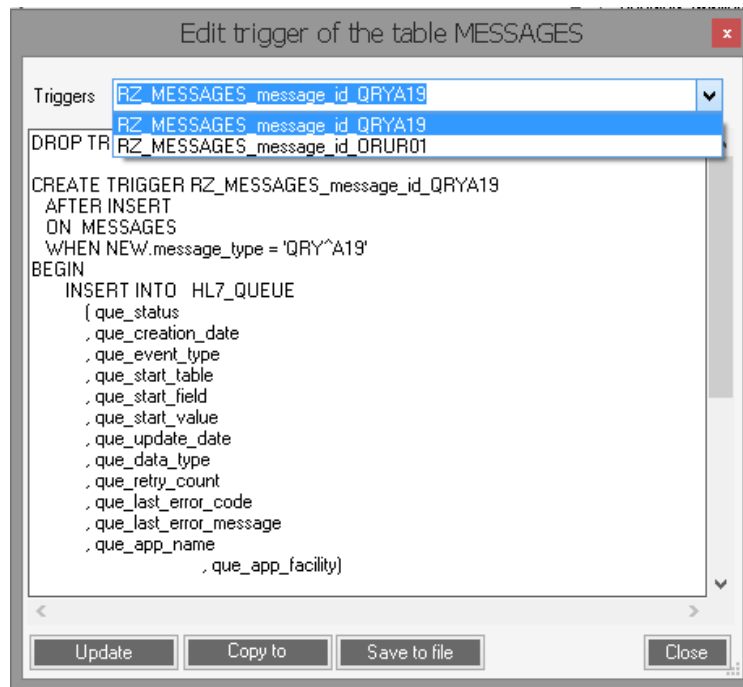 Edit trigger of the table MESSAGES
x
Triggers RZ_MESSAGES_message_id_QRYA19
RZ_MESSAGES_message_id_QRYA19
DROP TR RZ_MESSAGES_message_id_ORUR01
CREATE TRIGGER RZ_MESSAGES_message_id_QRYA19
AFTER INSERT
ON MESSAGES
WHEN NEW.message_type = 'QRY^A19'
BEGIN
INSERT INTO HL7_QUEUE
( que_status
, que_creation_date
, que_event_type
, que_start_table
, que_start_field
, que_start_value
, que_update_date
, que_data_type
, que_retry_count
, que_last_error_code
, que_last_error_message
, que_app_name
, que_app_facility)
Update Copy to Save to file Close